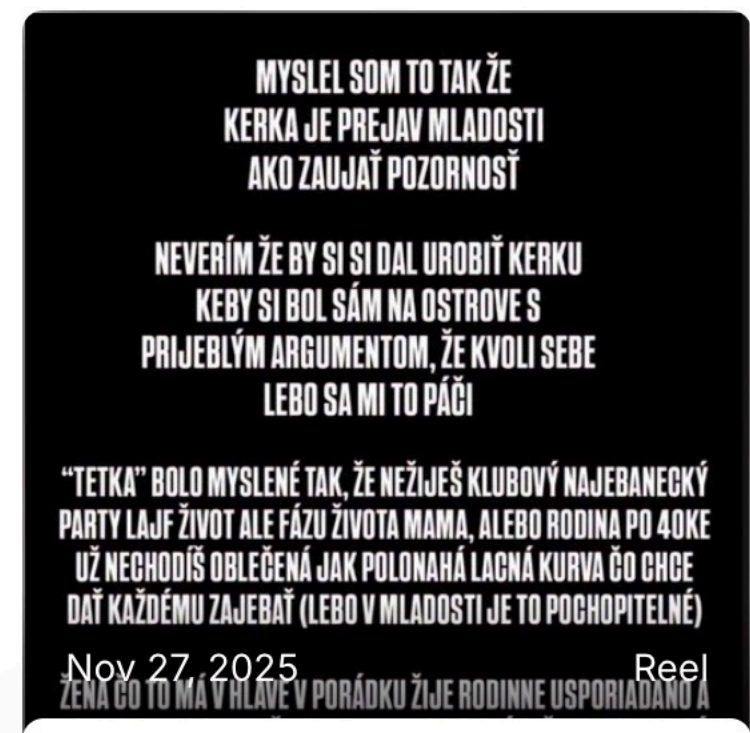 MYSLEL SOM TO TAK ŽE
KERKA JE PREJAV MLADOSTI
AKO ZAUJAŤ POZORNOSŤ
NEVERÍM ŽE BY SI SI DAL UROBIŤ KERKU
KEBY SI BOL SÁM NA OSTROVE S
PRIJEBLÝM ARGUMENTOM, ŽE KVOLI SEBE
LEBO SA MI TO PÁČI
“TETKA” BOLO MYSLENÉ TAK, ŽE NEŽIJEŠ KLUBOVÝ NAJEBANECKÝ
PARTY LAJF ŽIVOT ALE FÁZU ŽIVOTA MAMA, ALEBO RODINA PO 40KE
UŽ NECHODÍŠ OBLEČENÁ JAK POLONAHÁ LACNÁ KURVA ČO CHCE
DAŤ KAŽDÉMU ZAJEBAŤ (LEBO V MLADOSTI JE TO POCHOPITELNÉ)
Nov 27, 2025 Reel
ŽENA ČO TO MÁ V HLAVE V PORÁDKU ŽIJE RODINNE USPORIADANO A